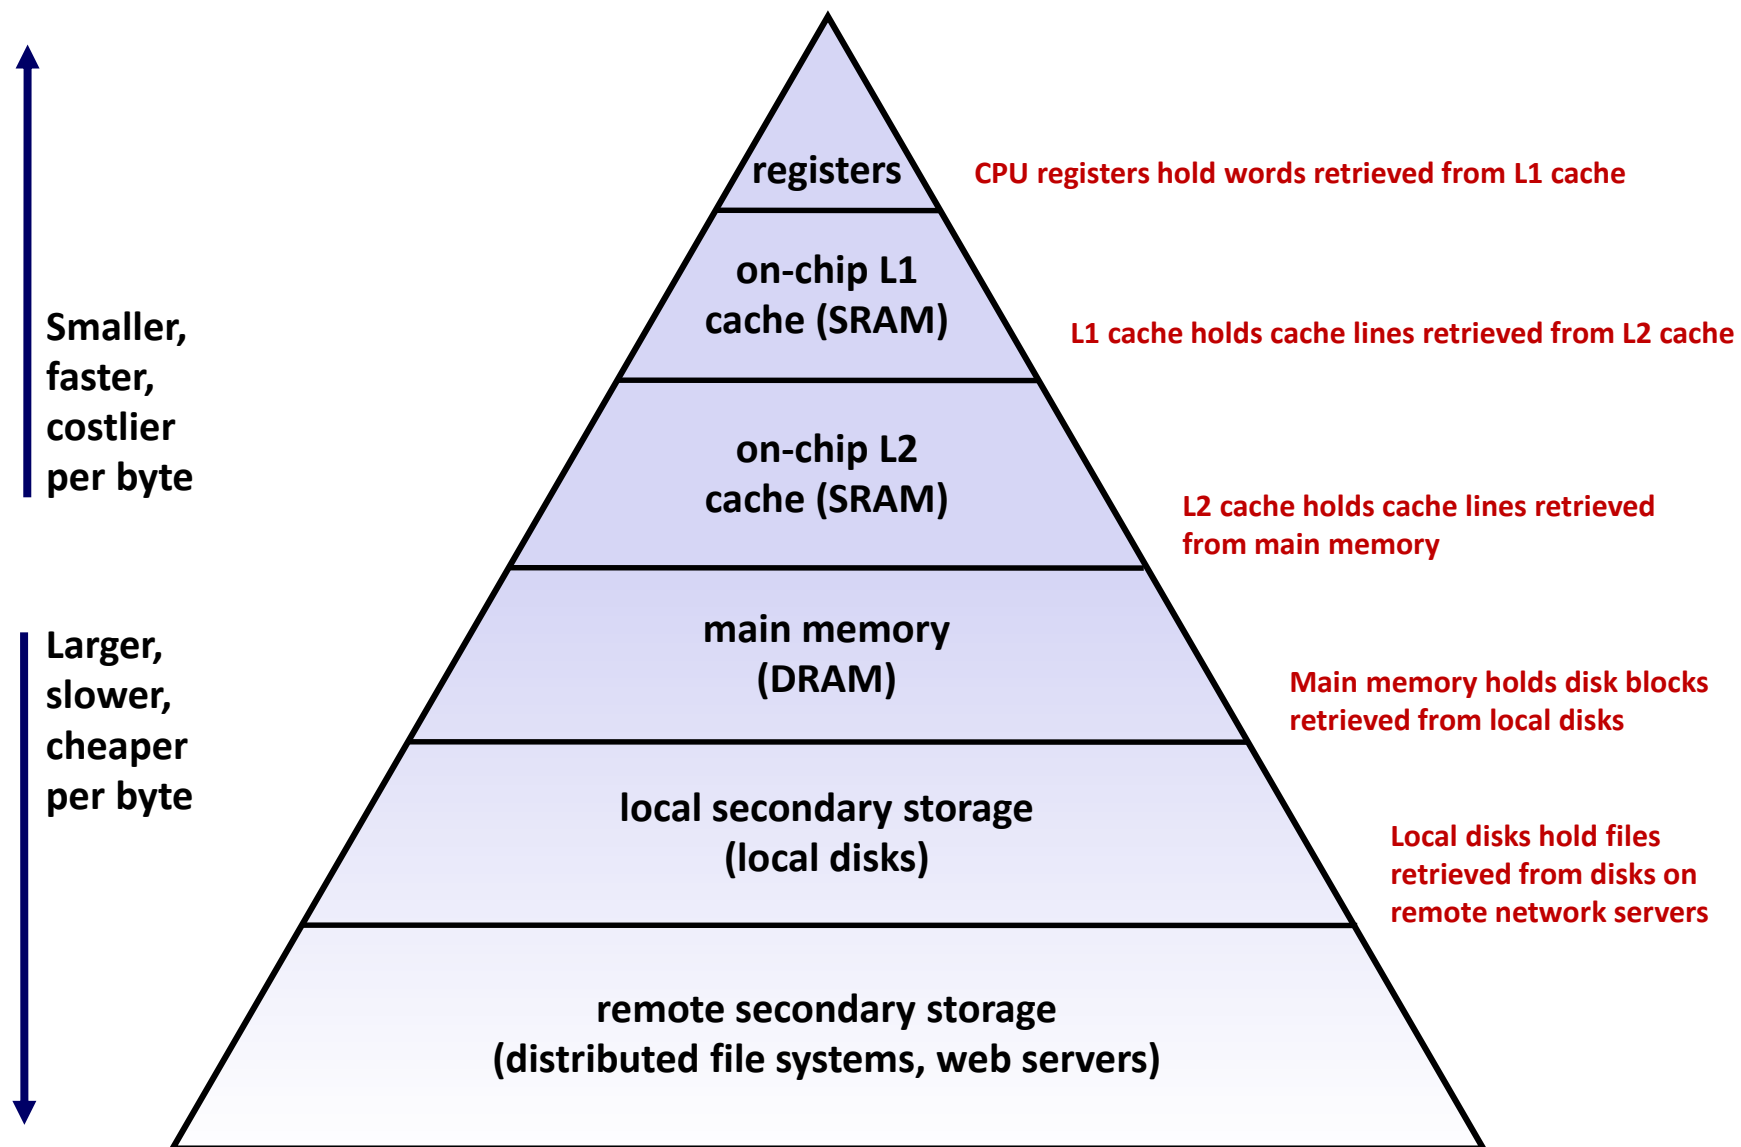 registers
CPU registers hold words retrieved from L1 cache
on-chip L1
cache (SRAM)
L1 cache holds cache lines retrieved from L2 cache
Smaller,
faster,
costlier
per byte
on-chip L2
cache (SRAM)
L2 cache holds cache lines retrieved
from main memory
Larger,
slower,
cheaper
per byte
main memory
(DRAM)
Main memory holds disk blocks
retrieved from local disks
local secondary storage
(local disks)
Local disks hold files
retrieved from disks on
remote network servers
remote secondary storage
(distributed file systems, web servers)